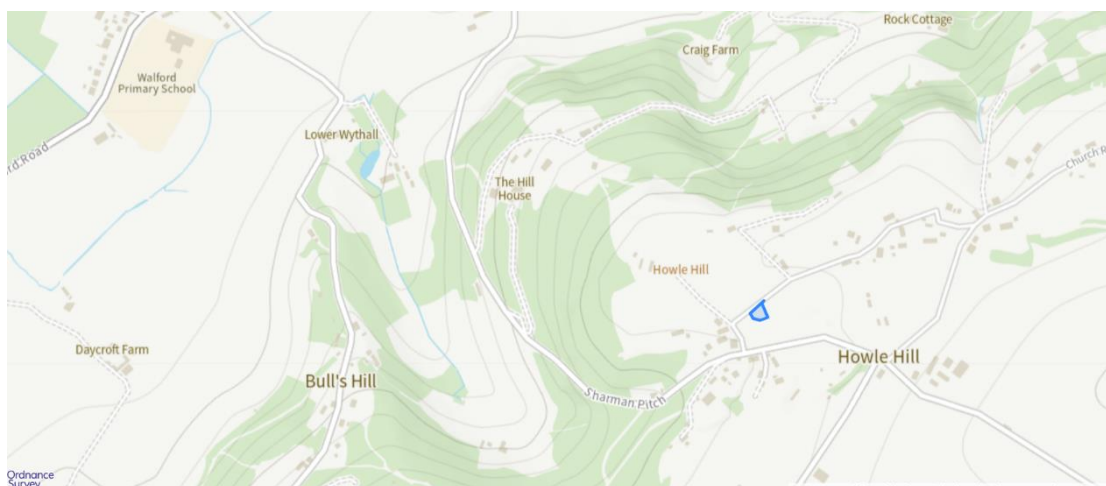 Rock Cottage
Craig Farm
Walford
Primary School
Lower Wythall
rd Road
Church R
The Hill
House
Howle Hill
Daycroft Farm
Howle Hill
Bull's Hill
Sharman Pitch
Ordnance
Survey